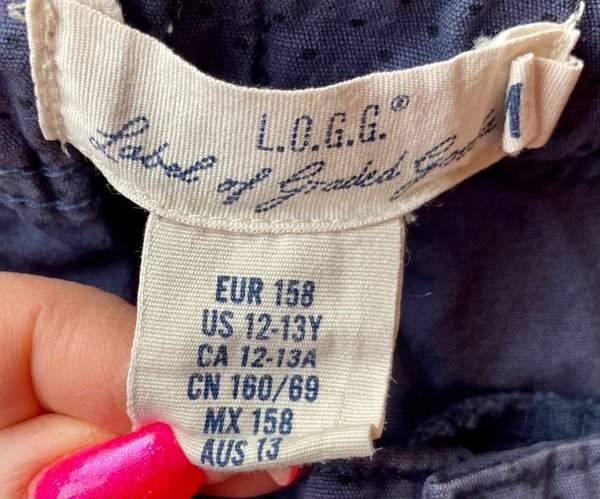 L.O.G.G.®
Label of Graded Goods
EUR 158
US 12-13Y
CA 12-13A
CN 160/69
MX 158
AUS 13